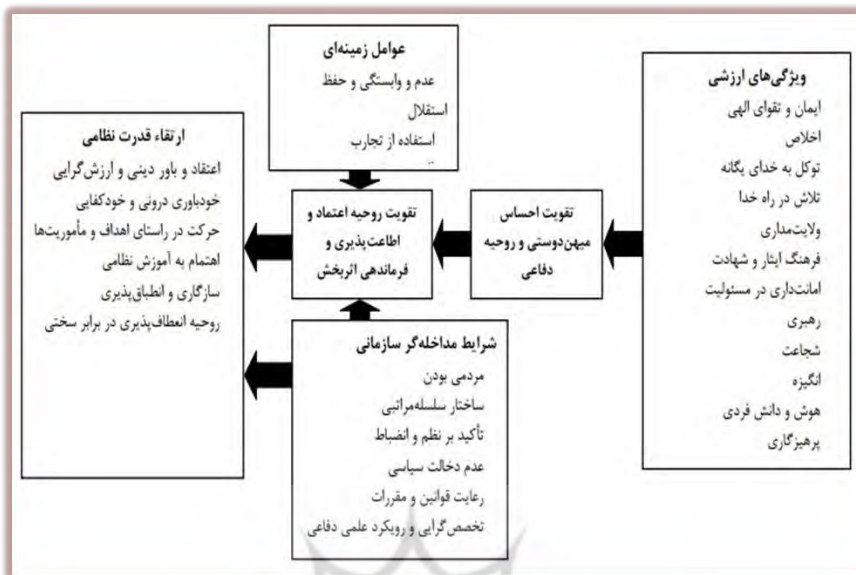 عوامل زمینه‌ای
عدم و وابستگی و حفظ
استقلال
استفاده از تجارب
ویژگی‌های ارزشی
ایمان و تقوای الهی
اخلاص
توکل به خدای یگانه
تلاش در راه خدا
ولایت‌مداری
فرهنگ ایثار و شهادت
امانت‌داری در مسئولیت
رهبری
شجاعت
انگیزه
هوش و دانش فردی
پرهیزگاری
تقویت احساس
میهن‌دوستی و روحیه
دفاعی
تقویت روحیه اعتماد و
اطاعت‌پذیری و
فرماندهی اثربخش
شرایط مداخله‌گر سازمانی
مردمی بودن
ساختار سلسله‌مراتبی
تأکید بر نظم و انضباط
عدم دخالت سیاسی
رعایت قوانین و مقررات
تخصص‌گرایی و رویکرد علمی دفاعی
ارتقاء قدرت نظامی
اعتقاد و باور دینی و ارزش‌گرایی
خودباوری درونی و خودکفایی
حرکت در راستای اهداف و مأموریت‌ها
اهتمام به آموزش نظامی
سازگاری و انطباق‌پذیری
روحیه انعطاف‌پذیری در برابر سختی